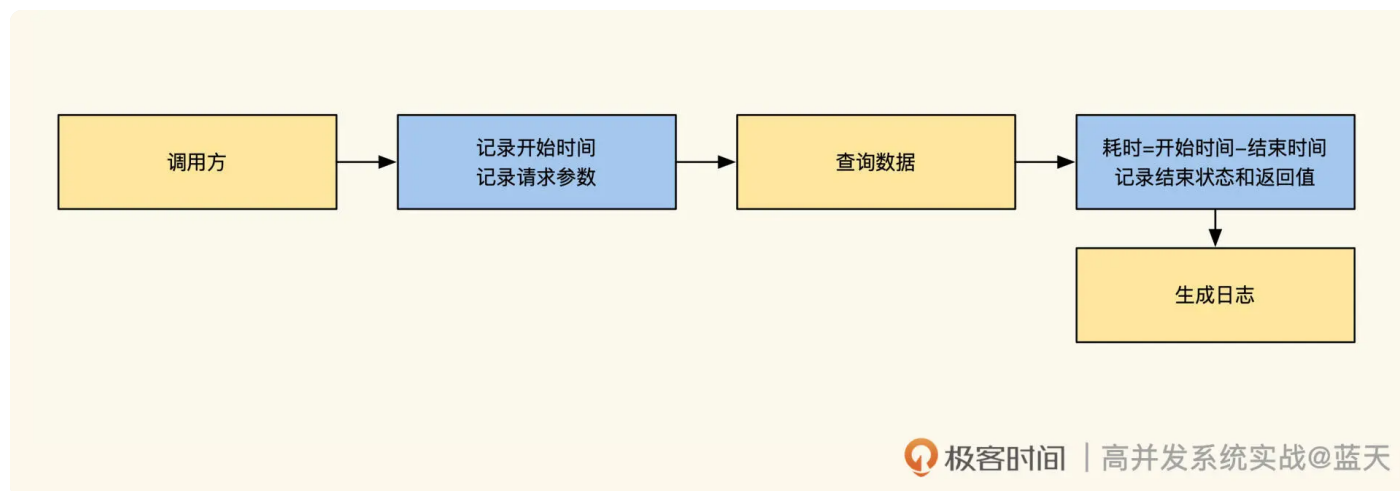 调用方
记录开始时间
记录请求参数
查询数据
耗时=开始时间-结束时间
记录结束状态和返回值
生成日志
极客时间 | 高并发系统实战@蓝天